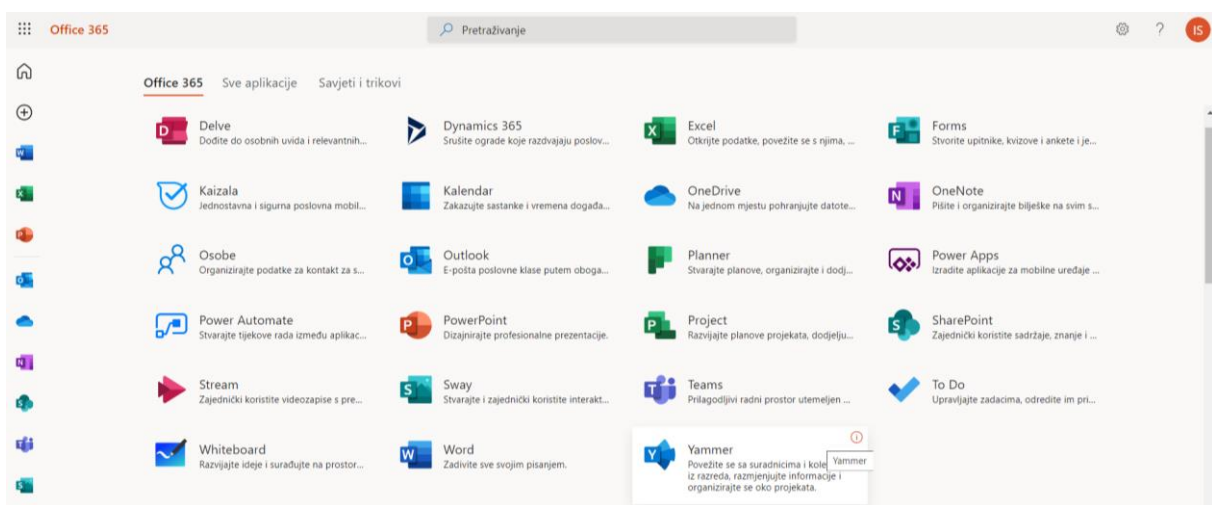 Office 365
Pretraživanje
?
IS
Office 365 Sve aplikacije Savjeti i trikovi
Delve
Dođite do osobnih uvida i relevantnih...
Dynamics 365
Srušite ograde koje razdvajaju poslov...
Excel
Otkrijte podatke, povežite se s njima, ...
Forms
Stvorite upitnike, kvizove i ankete i je...
Kaizala
Jednostavna i sigurna poslovna mobil...
Kalendar
Zakazujte sastanke i vremena događa...
OneDrive
Na jednom mjestu pohranjujte datote...
OneNote
Pišite i organizirajte bilješke na svim s...
Osobe
Organizirajte podatke za kontakt za s...
Outlook
E-pošta poslovne klase putem oboga...
Planner
Stvarajte planove, organizirajte i dodj...
Power Apps
Izradite aplikacije za mobilne uređaje ...
Power Automate
Stvarajte tijekove rada između aplikac...
PowerPoint
Dizajnirajte profesionalne prezentacije.
Project
Razvijajte planove projekata, dodjelju...
SharePoint
Zajednički koristite sadržaje, znanje i ...
Stream
Zajednički koristite videozapise s pre...
Sway
Stvarajte i zajednički koristite interakt...
Teams
Prilagodljivi radni prostor utemeljen ...
To Do
Upravljajte zadacima, odredite im pri...
Whiteboard
Razvijajte ideje i surađujte na prostor...
Word
Zadivite sve svojim pisanjem.
Yammer
Povežite se sa suradnicima i kole
iz razreda, razmjenjujte informacije i
organizirajte se oko projekata.
Yammer